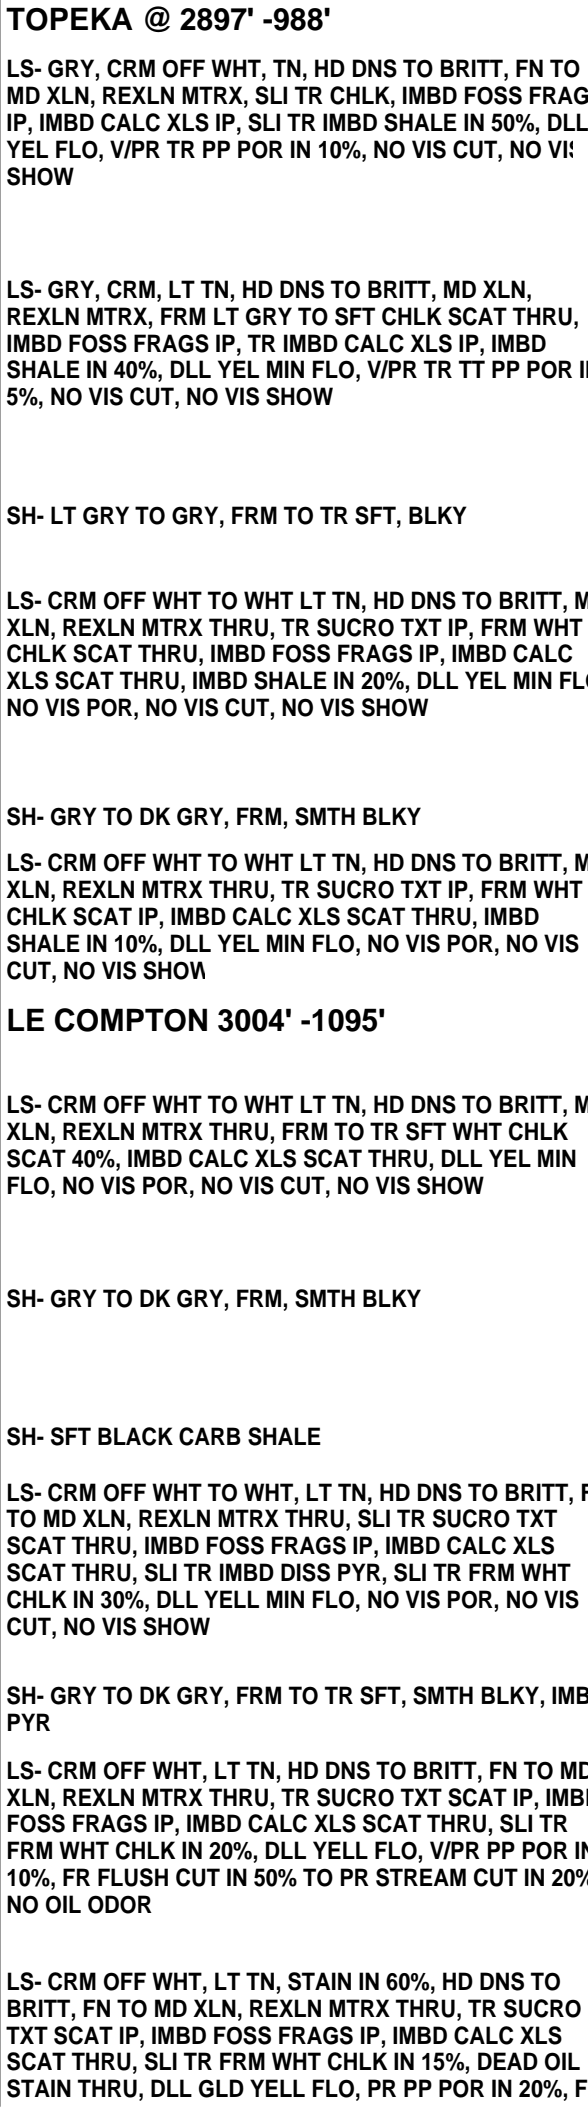 TOPEKA @ 2897' -988'
LS- GRY, CRM OFF WHT, TN, HD DNS TO BRITT, FN TO
MD XLN, REXLN MTRX, SLI TR CHLK, IMBD FOSS FRAG
IP, IMBD CALC XLS IP, SLI TR IMBD SHALE IN 50%, DLL
YEL FLO, V/PR TR PP POR IN 10%, NO VIS CUT, NO VIS
SHOW
LS- GRY, CRM, LT TN, HD DNS TO BRITT, MD XLN,
REXLN MTRX, FRM LT GRY TO SFT CHLK SCAT THRU,
IMBD FOSS FRAGS IP, TR IMBD CALC XLS IP, IMBD
SHALE IN 40%, DLL YEL MIN FLO, V/PR TR TT PP POR
5%, NO VIS CUT, NO VIS SHOW
SH- LT GRY TO GRY, FRM TO TR SFT, BLKY
LS- CRM OFF WHT TO WHT LT TN, HD DNS TO BRITT,
XLN, REXLN MTRX THRU, TR SUCRO TXT IP, FRM WHT
CHLK SCAT THRU, IMBD FOSS FRAGS IP, IMBD CALC
XLS SCAT THRU, IMBD SHALE IN 20%, DLL YEL MIN
NO VIS POR, NO VIS CUT, NO VIS SHOW
SH- GRY TO DK GRY, FRM, SMTH BLKY
LS- CRM OFF WHT TO WHT LT TN, HD DNS TO BRITT,
XLN, REXLN MTRX THRU, TR SUCRO TXT IP, FRM WHT
CHLK SCAT IP, IMBD CALC XLS SCAT THRU, IMBD
SHALE IN 10%, DLL YEL MIN FLO, NO VIS POR, NO VIS
CUT, NO VIS SHOW
LE COMPTON 3004' -1095'
LS- CRM OFF WHT TO WHT LT TN, HD DNS TO BRITT,
XLN, REXLN MTRX THRU, FRM TO TR SFT WHT CHLK
SCAT 40%, IMBD CALC XLS SCAT THRU, DLL YEL MIN
FLO, NO VIS POR, NO VIS CUT, NO VIS SHOW
SH- GRY TO DK GRY, FRM, SMTH BLKY
SH- SFT BLACK CARB SHALE
LS- CRM OFF WHT TO WHT, LT TN, HD DNS TO BRITT,
TO MD XLN, REXLN MTRX THRU, SLI TR SUCRO TXT
SCAT THRU, IMBD FOSS FRAGS IP, IMBD CALC XLS
SCAT THRU, SLI TR IMBD DISS PYR, SLI TR FRM WHT
CHLK IN 30%, DLL YELL MIN FLO, NO VIS POR, NO VIS
CUT, NO VIS SHOW
SH- GRY TO DK GRY, FRM TO TR SFT, SMTH BLKY,
PYR
LS- CRM OFF WHT, LT TN, HD DNS TO BRITT, FN TO MD
XLN, REXLN MTRX THRU, TR SUCRO TXT SCAT IP,
FOSS FRAGS IP, IMBD CALC XLS SCAT THRU, SLI TR
FRM WHT CHLK IN 20%, DLL YELL FLO, V/PR PP POR IN
10%, FR FLUSH CUT IN 50% TO PR STREAM CUT IN 20%
NO OIL ODOR
LS- CRM OFF WHT, LT TN, STAIN IN 60%, HD DNS TO
BRITT, FN TO MD XLN, REXLN MTRX THRU, TR SUCRO
TXT SCAT IP, IMBD FOSS FRAGS IP, IMBD CALC XLS
SCAT THRU, SLI TR FRM WHT CHLK IN 15%, DEAD OIL
STAIN THRU, DLL GLD YELL FLO, PR PP POR IN 20%,